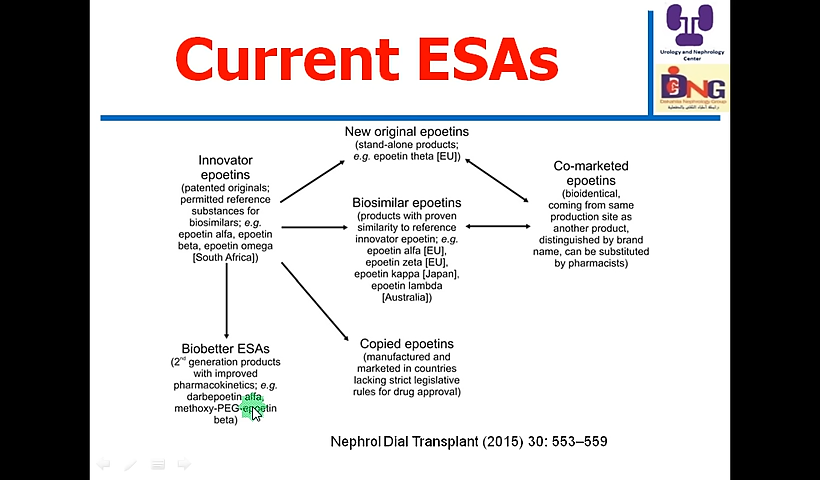 Current ESAs
Urology and Nephrology
Center
DNG
Dakahlia Nephrology Group
New original epoetins
(stand-alone products;
e.g. epoetin theta [EU])
Innovator
epoetins
(patented originals;
permitted reference
substances for
biosimilars; e.g.
epoetin alfa, epoetin
beta, epoetin omega
[South Africa])
Biosimilar epoetins
(products with proven
similarity to reference
innovator epoetin; e.g.
epoetin alfa [EU],
epoetin zeta [EU],
epoetin kappa [Japan],
epoetin lambda
[Australia])
Co-marketed
epoetins
(bioidentical,
coming from same
production site as
another product,
distinguished by brand
name, can be substituted
by pharmacists)
Biobetter ESAs
(2nd generation products
with improved
pharmacokinetics; e.g.
darbepoetin alfa,
methoxy-PEG-epoetin
beta)
Copied epoetins
(manufactured and
marketed in countries
lacking strict legislative
rules for drug approval)
Nephrol Dial Transplant (2015) 30: 553–559